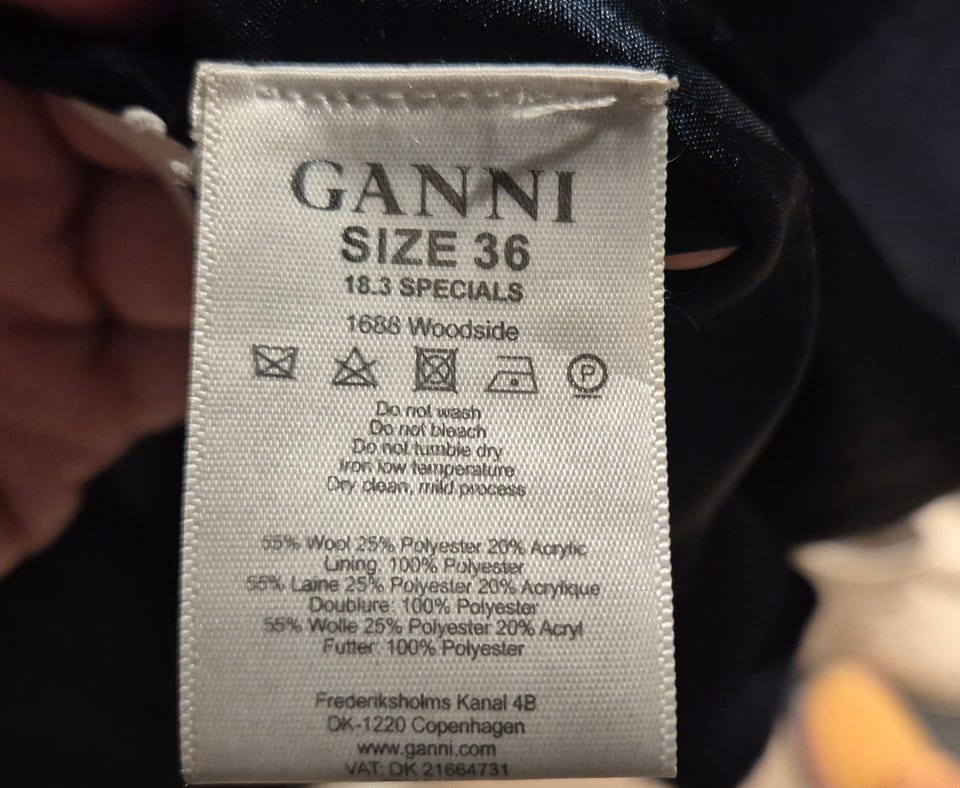 GANNI
SIZE 36
18.3 SPECIALS
1688 Woodside
P
Do not wash
Do not bleach
Do not tumble dry
Iron low temperature
Dry clean, mild process
55% Wool 25% Polyester 20% Acrylic
Lining: 100% Polyester
55% Laine 25% Polyester 20% Acrylique
Doublure: 100% Polyester
55% Wolle 25% Polyester 20% Acryl
Futter: 100% Polyester
Frederiksholms Kanal 4B
DK-1220 Copenhagen
www.ganni.com
VAT: DK 21664731